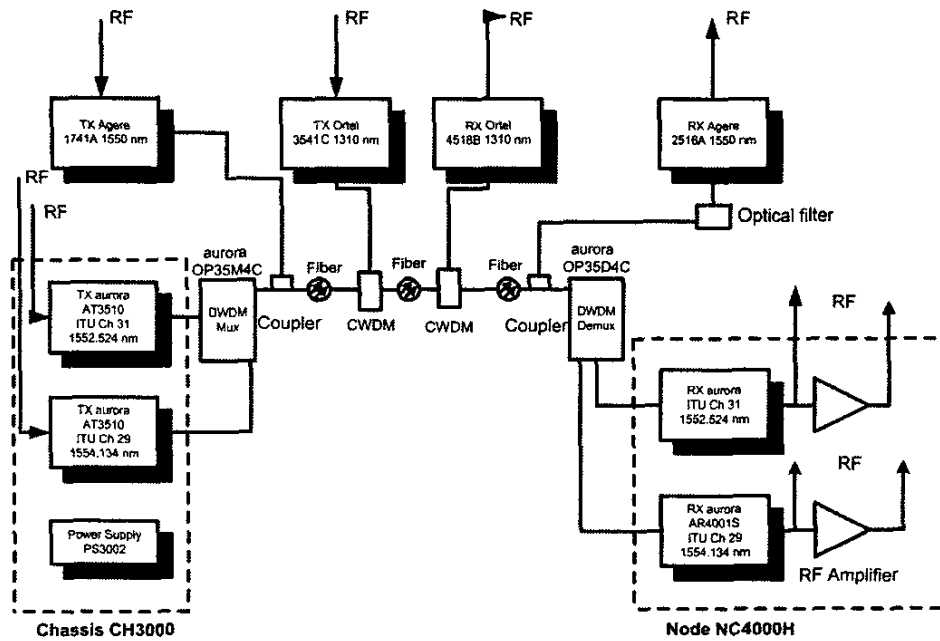 RF
RF
RF
RF
TX Agere
1741A 1550 nm
TX Ortel
3541C 1310 nm
RX Ortel
4518B 1310 nm
RX Agere
2516A 1550 nm
RF
RF
Optical filter
aurora
OP35M4C
Fiber
Fiber
Fiber
aurora
OP35D4C
TX aurora
AT3510
ITU Ch 31
1552.524 nm
DWDM
Mux
Coupler
CWDM
CWDM
Coupler
DWDM
Demux
RF
TX aurora
AT3510
ITU Ch 29
1554.134 nm
RX aurora
ITU Ch 31
1552.524 nm
RF
Power Supply
PS3002
RX aurora
AR4001S
ITU Ch 29
1554.134 nm
RF Amplifier
Chassis CH3000
Node NC4000H